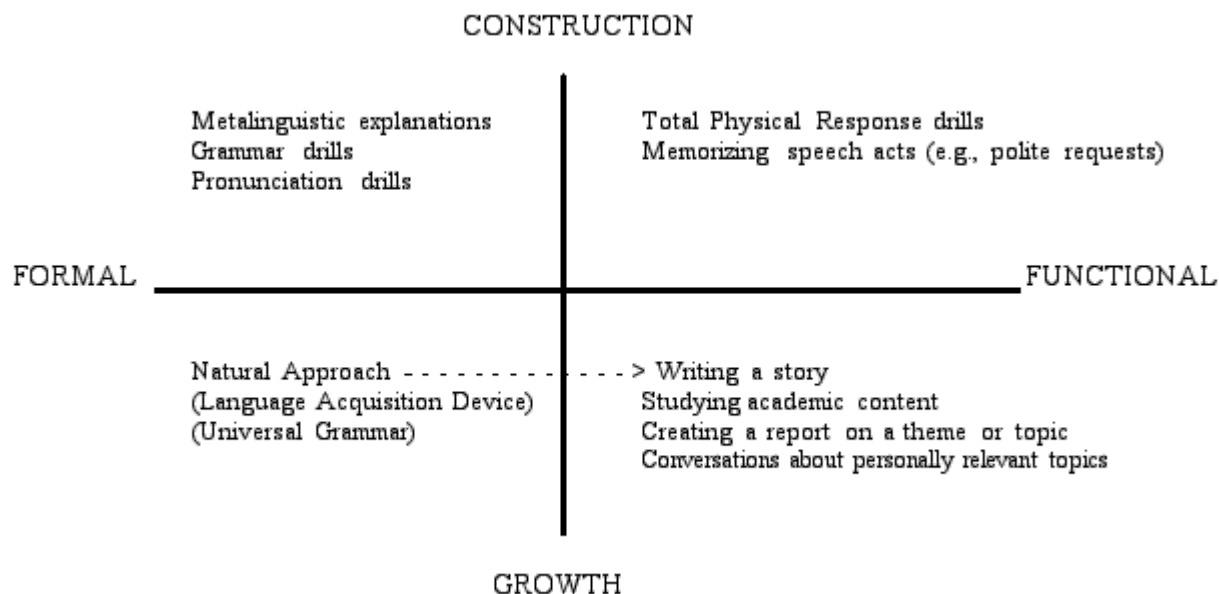 CONSTRUCTION
Metalinguistic explanations
Grammar drills
Pronunciation drills
Total Physical Response drills
Memorizing speech acts (e.g., polite requests)
FORMAL
FUNCTIONAL
Natural Approach - - - - - - - - - - - - - >
(Language Acquisition Device)
(Universal Grammar)
Writing a story
Studying academic content
Creating a report on a theme or topic
Conversations about personally relevant topics
GROWTH